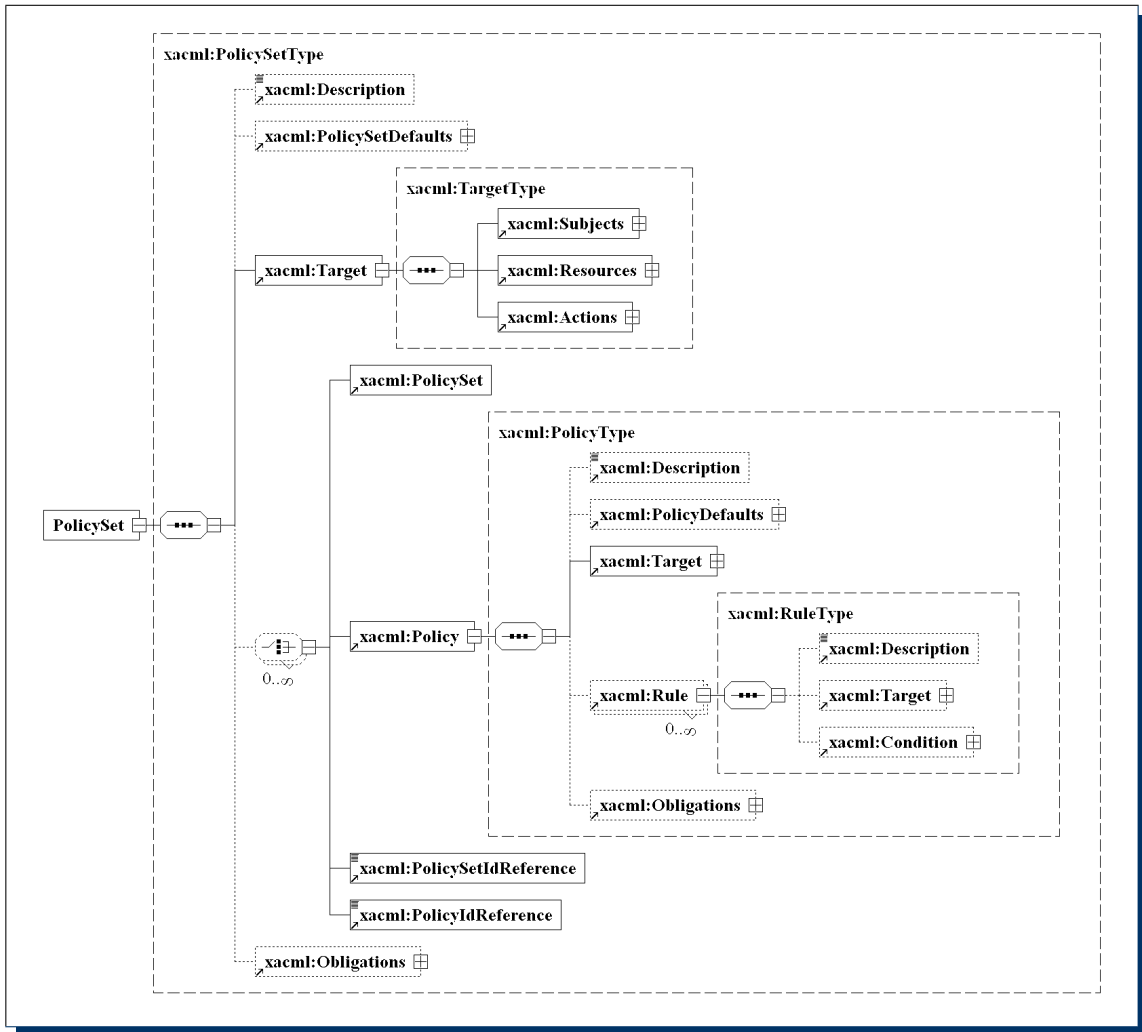 xacml:PolicySetType
xacml:Description
xacml:PolicySetDefaults
xacml:TargetType
xacml:Subjects
xacml:Target
xacml:Resources
xacml:Actions
xacml:PolicySet
xacml:PolicyType
xacml:Description
xacml:PolicyDefaults
PolicySet
xacml:Target
xacml:RuleType
xacml:Policy
xacml:Description
0..∞
xacml:Rule
xacml:Target
0..∞
xacml:Condition
xacml:Obligations
xacml:PolicySetIdReference
xacml:PolicyIdReference
xacml:Obligations